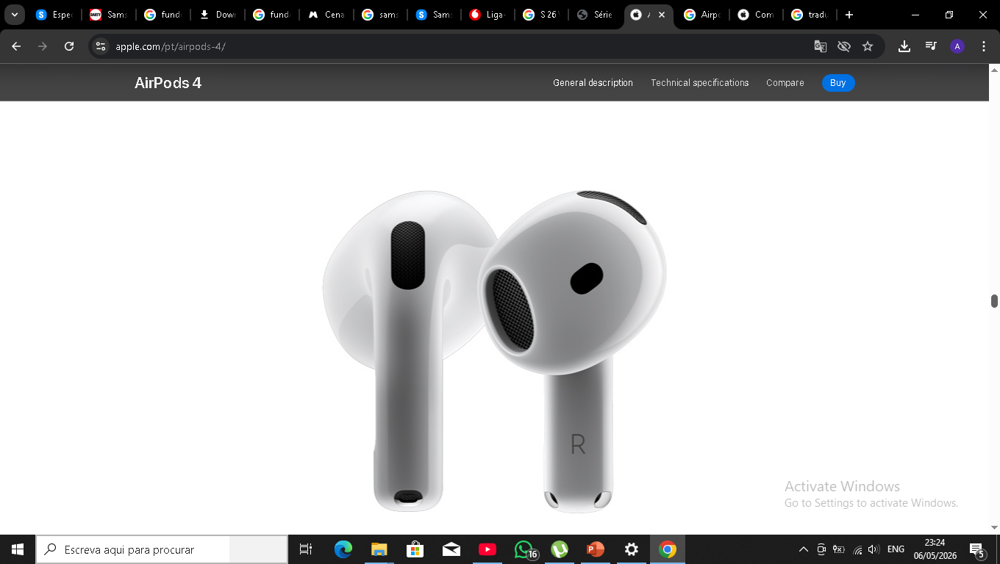 Espec
DARTY Sams
fund
Down
fund
Cena
sams
Sams
Liga-
S 26
Série
Airp
Com
tradu
apple.com/pt/airpods-4/
A
AirPods 4
General description
Technical specifications
Compare
Buy
R
Activate Windows
Go to Settings to activate Windows.
Escreva aqui para procurar
16
ENG
23:24
06/05/2026
5